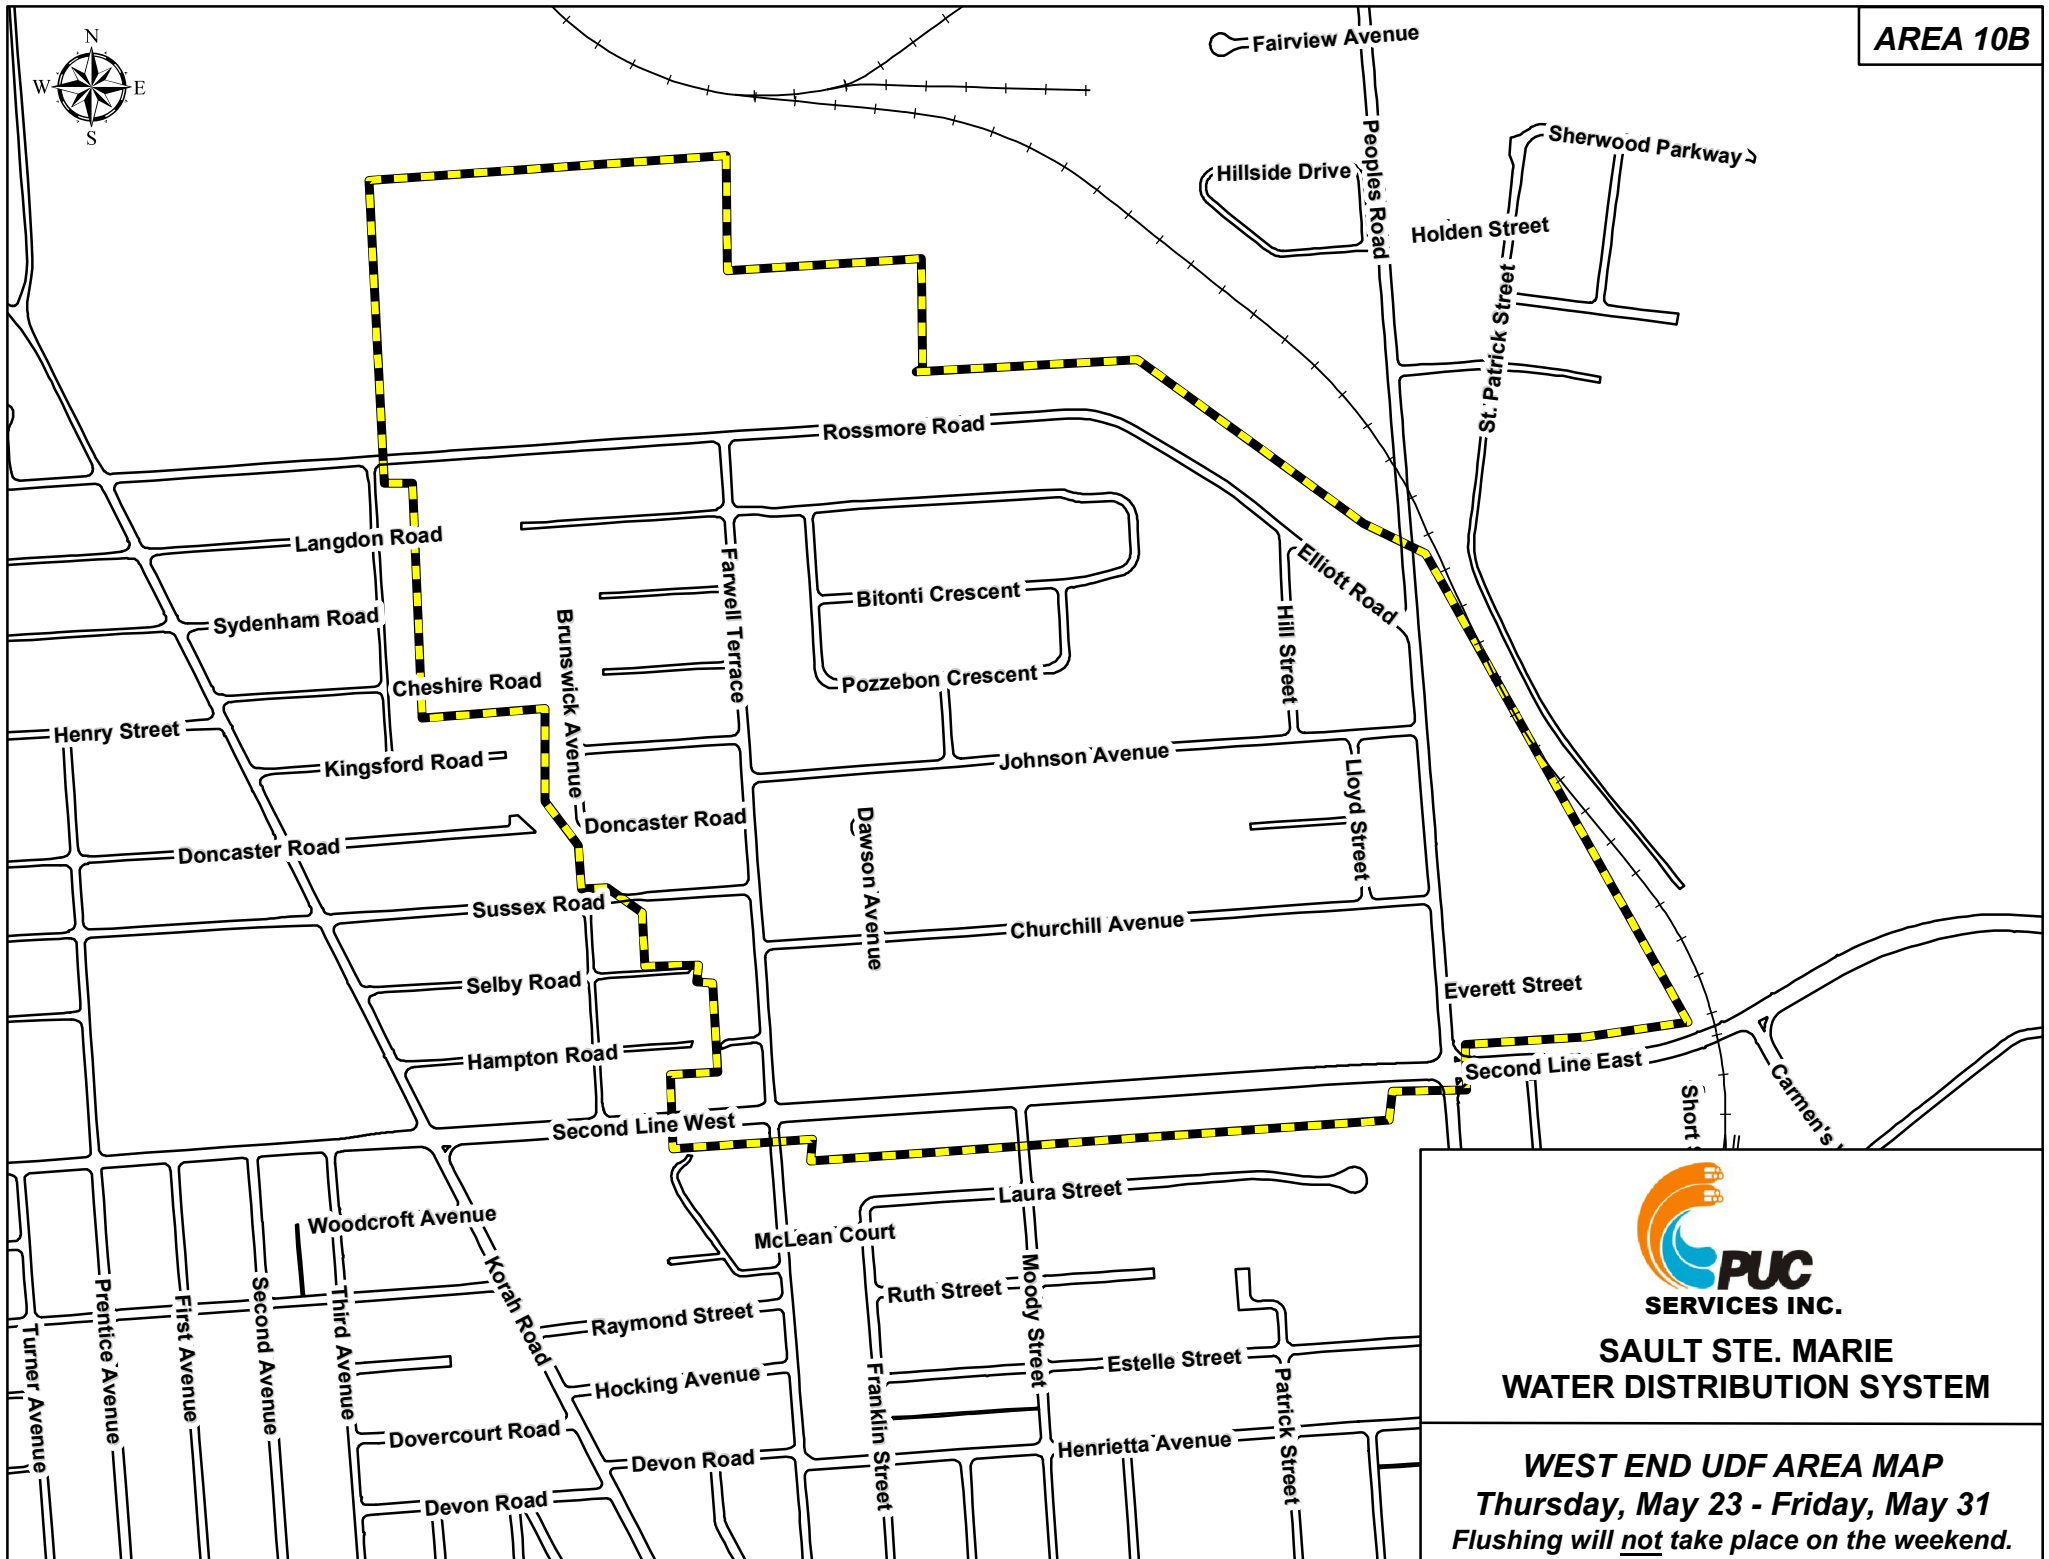 AREA 10B
N
W
E
S
Fairview Avenue
Peoples Road
Sherwood Parkway
Hillside Drive
Holden Street
St. Patrick Street
Rossmore Road
Langdon Road
Elliott Road
Farwell Terrace
Bitonti Crescent
Hill Street
Sydenham Road
Brunswick Avenue
Cheshire Road
Pozzebon Crescent
Henry Street
Kingsford Road
Johnson Avenue
Lloyd Street
Doncaster Road
Doncaster Road
Dawson Avenue
Sussex Road
Churchill Avenue
Selby Road
Everett Street
Hampton Road
Second Line East
Carmen's
Short
Second Line West
Laura Street
Woodcroft Avenue
McLean Court
Korah Road
Moody Street
Ruth Street
Prentice Avenue
First Avenue
Second Avenue
Third Avenue
Raymond Street
Turner Avenue
Estelle Street
Hocking Avenue
Franklin Street
Patrick Street
Dovercourt Road
Henrietta Avenue
Devon Road
Devon Road
PUC
SERVICES INC.
SAULT STE. MARIE
WATER DISTRIBUTION SYSTEM
WEST END UDF AREA MAP
Thursday, May 23 - Friday, May 31
Flushing will not take place on the weekend.